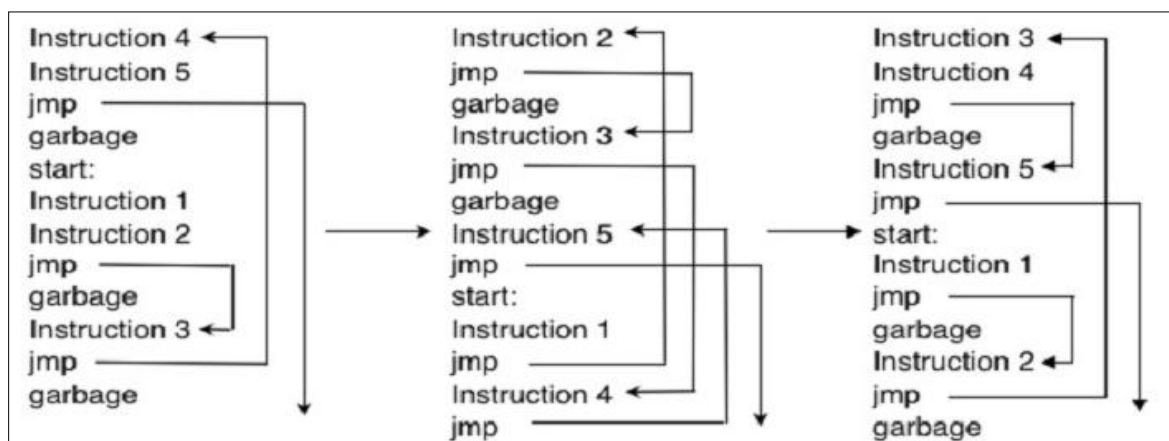 Instruction 4
Instruction 5
jmp
garbage
start:
Instruction 1
Instruction 2
jmp
garbage
Instruction 3
jmp
garbage
Instruction 2
jmp
garbage
Instruction 3
jmp
garbage
Instruction 5
jmp
start:
Instruction 1
jmp
Instruction 4
jmp
Instruction 3
Instruction 4
jmp
garbage
Instruction 5
jmp
start:
Instruction 1
jmp
garbage
Instruction 2
jmp
garbage